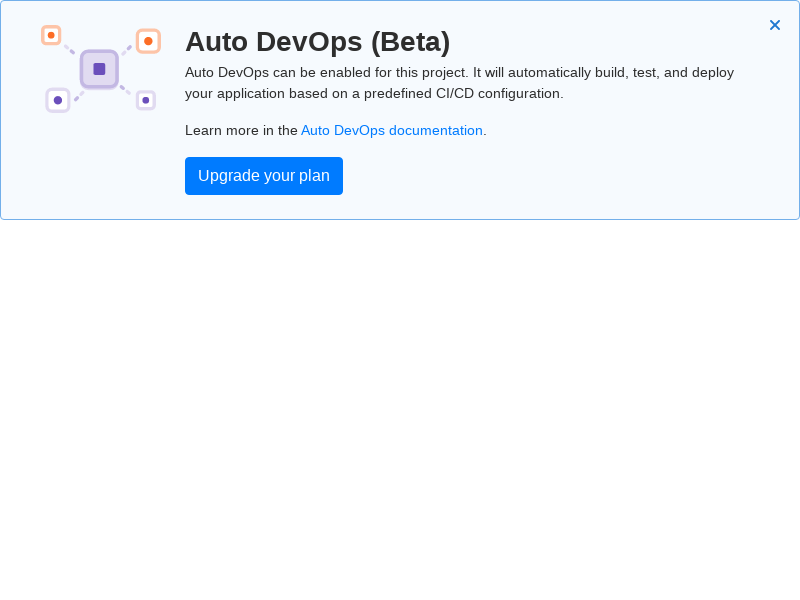 Auto DevOps (Beta)
Auto DevOps can be enabled for this project. It will automatically build, test, and deploy
your application based on a predefined CI/CD configuration.
Learn more in the Auto DevOps documentation.
Upgrade your plan